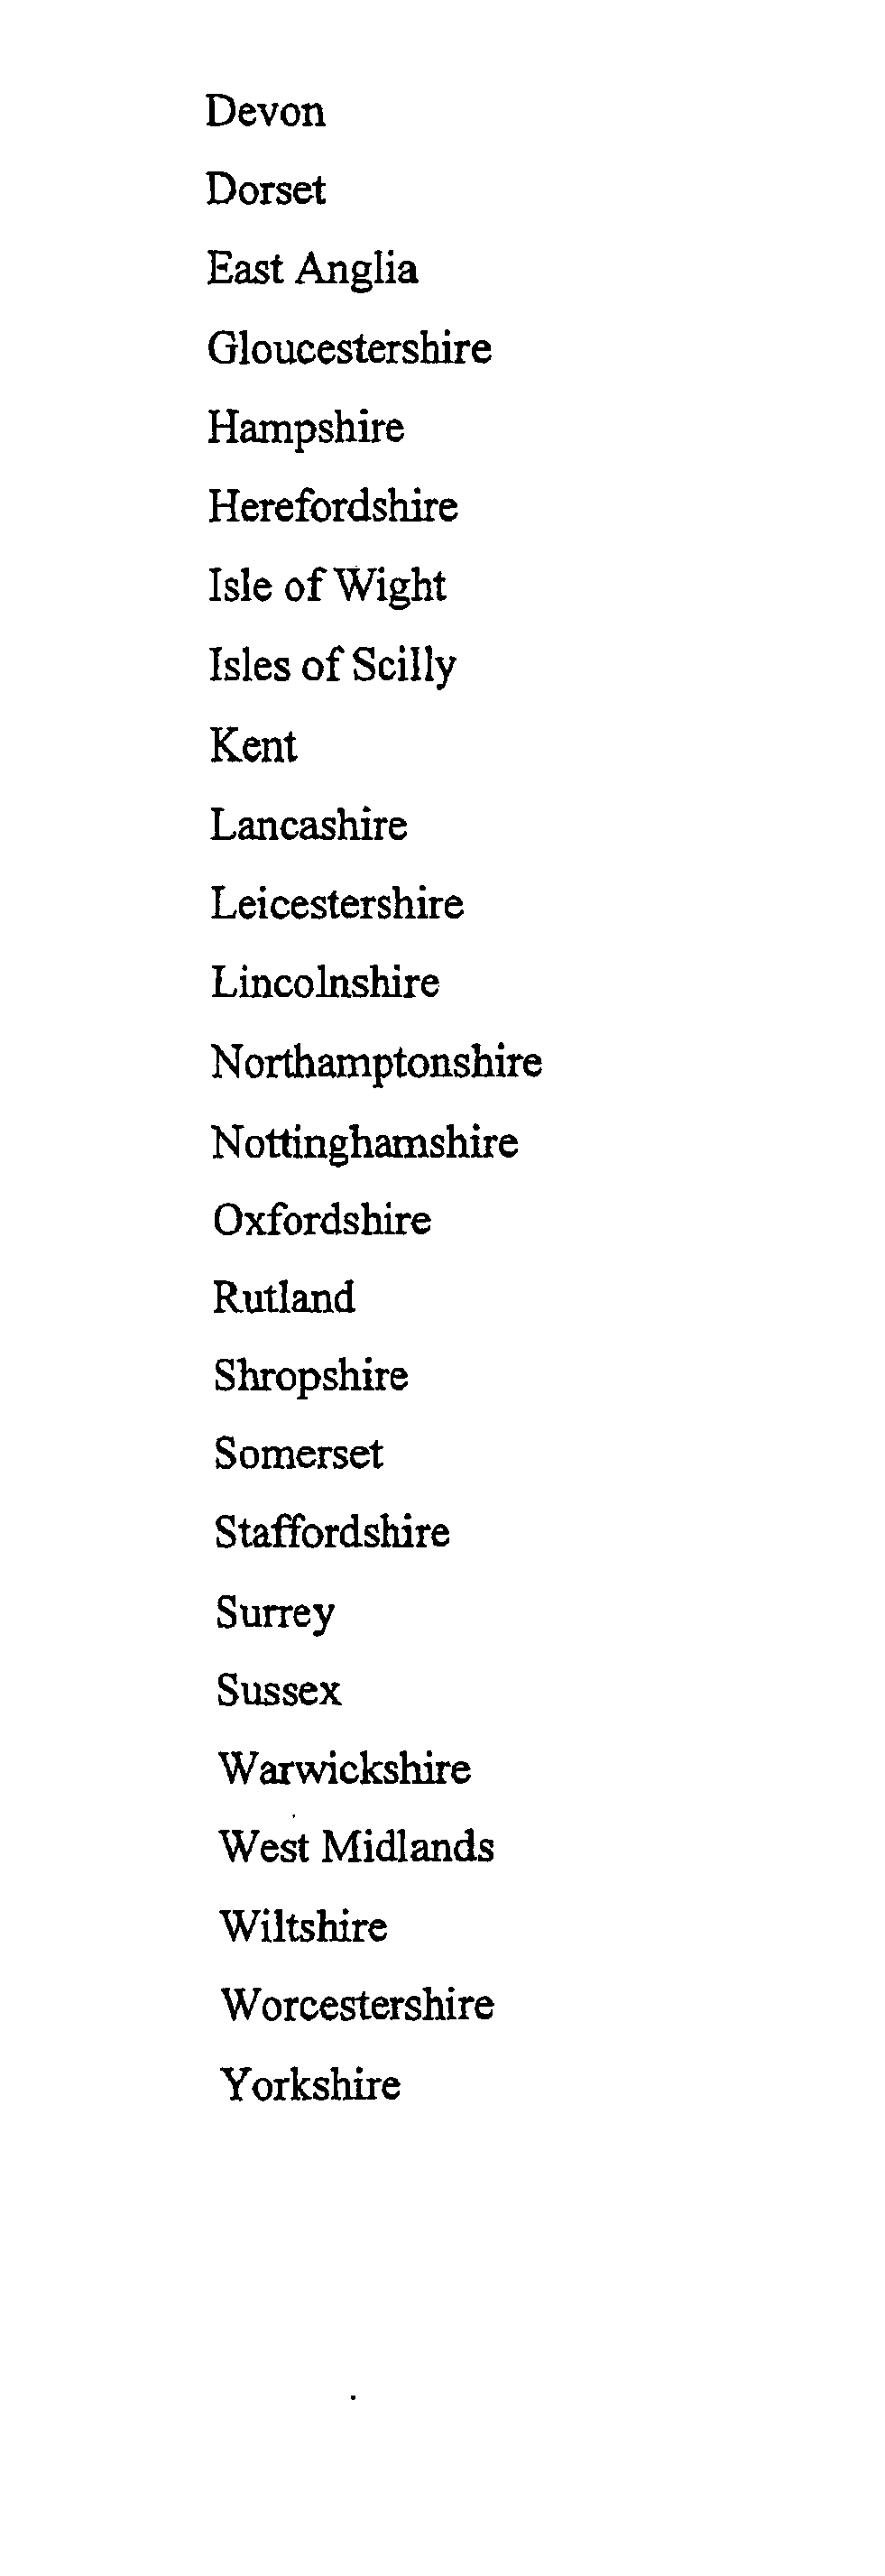 Devon
Dorset
East Anglia
Gloucestershire
Hampshire
Herefordshire
Isle of Wight
Isles of Scilly
Kent
Lancashire
Leicestershire
Lincolnshire
Northamptonshire
Nottinghamshire
Oxfordshire
Rutland
Shropshire
Somerset
Staffordshire
Surrey
Sussex
Warwickshire
West Midlands
Wiltshire
Worcestershire
Yorkshire